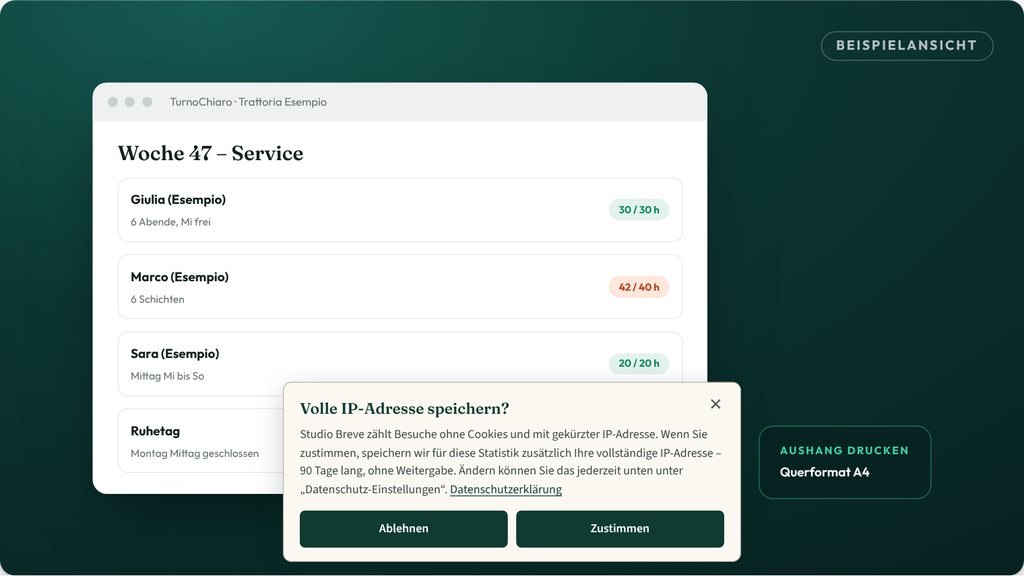 BEISPIELANSICHT
TurnoChiaro · Trattoria Esempio
Woche 47 – Service
Giulia (Esempio)
6 Abende, Mi frei
30 / 30 h
Marco (Esempio)
6 Schichten
42 / 40 h
Sara (Esempio)
Mittag Mi bis So
20 / 20 h
Ruhetag
Montag Mittag geschlossen
Volle IP-Adresse speichern?
Studio Breve zählt Besuche ohne Cookies und mit gekürzter IP-Adresse. Wenn Sie
zustimmen, speichern wir für diese Statistik zusätzlich Ihre vollständige IP-Adresse –
90 Tage lang, ohne Weitergabe. Ändern können Sie das jederzeit unten unter
„Datenschutz-Einstellungen“. Datenschutzerklärung
Ablehnen
Zustimmen
AUSHANG DRUCKEN
Querformat A4